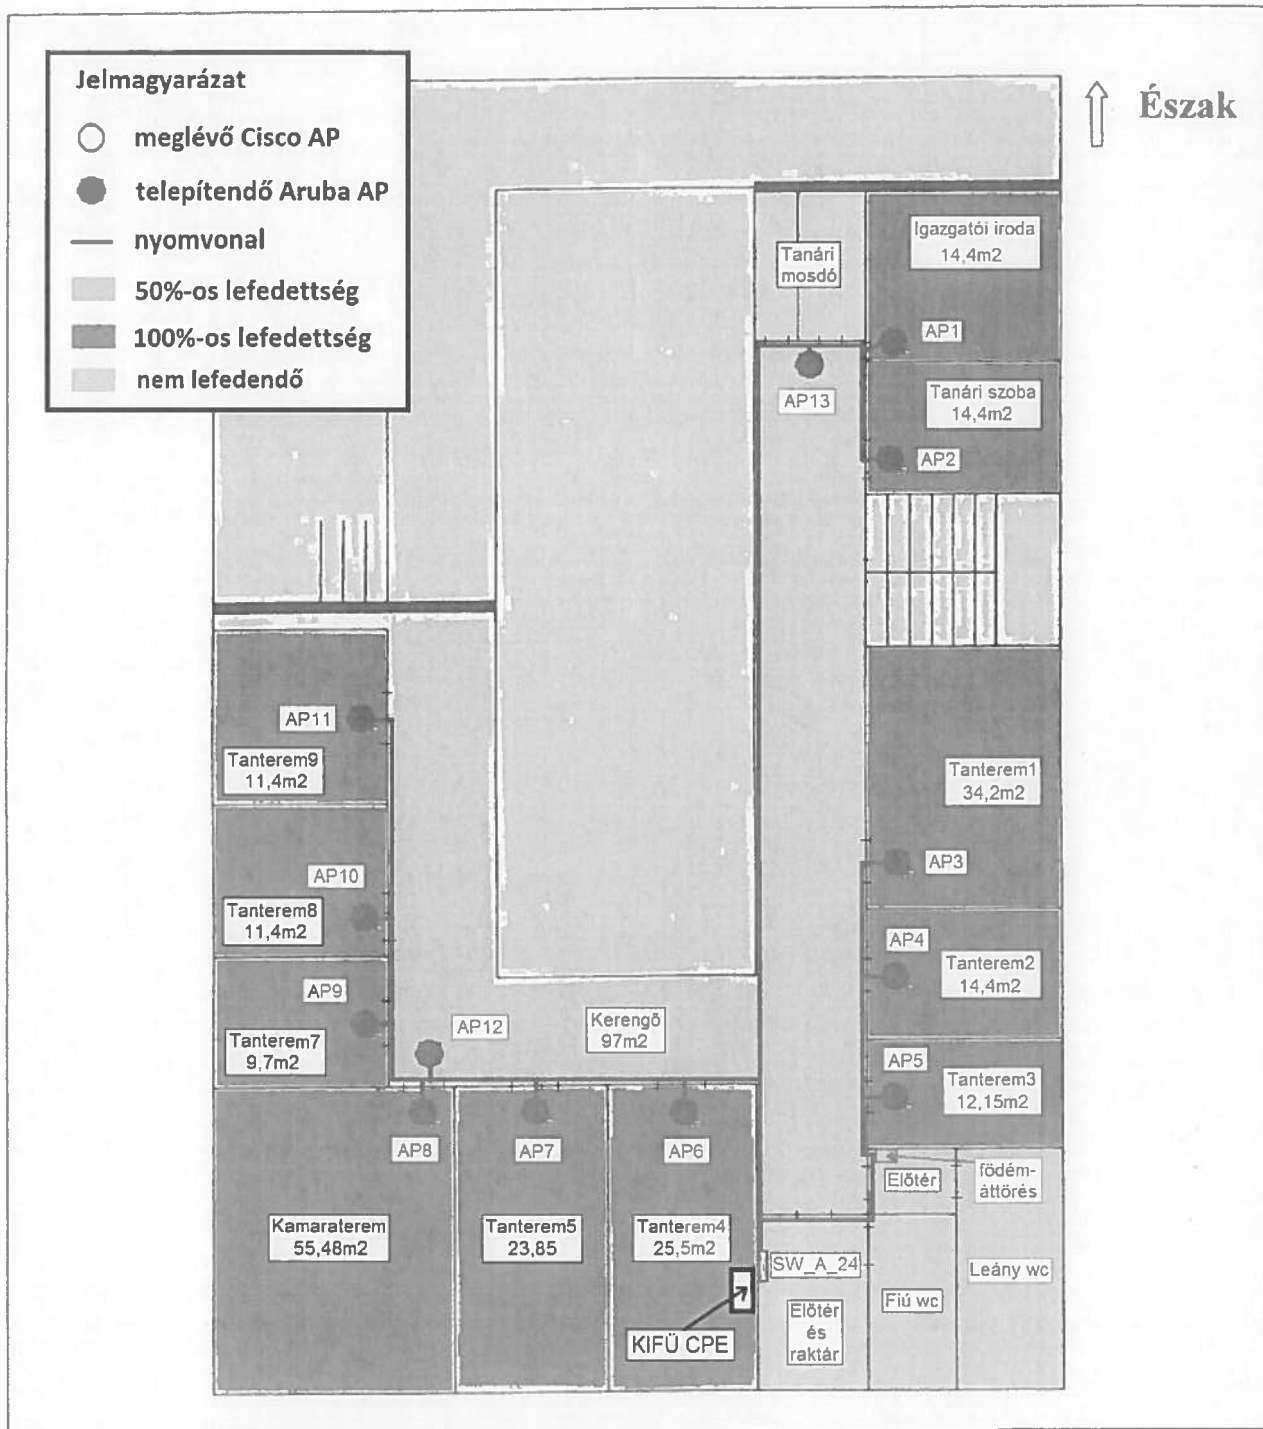 Jelmagyarázat
meglévő Cisco AP
telepítendő Aruba AP
nyomvonal
50%-os lefedettség
100%-os lefedettség
nem lefedendő
Észak
Igazgatói iroda
14,4m2
Tanári
mosdó
AP1
AP13
Tanári szoba
14,4m2
AP2
AP11
Tanterem9
11,4m2
Tanterem1
34,2m2
AP3
AP10
Tanterem8
11,4m2
AP4
Tanterem2
14,4m2
AP9
Tanterem7
9,7m2
AP12
Kerengő
97m2
AP5
Tanterem3
12,15m2
AP8
AP7
AP6
Előtér
födém-
áttörés
Kamaraterem
55,48m2
Tanterem5
23,85
Tanterem4
25,5m2
SW_A_24
Leány wc
Fiú wc
Előtér
és
raktár
KIFÜ CPE